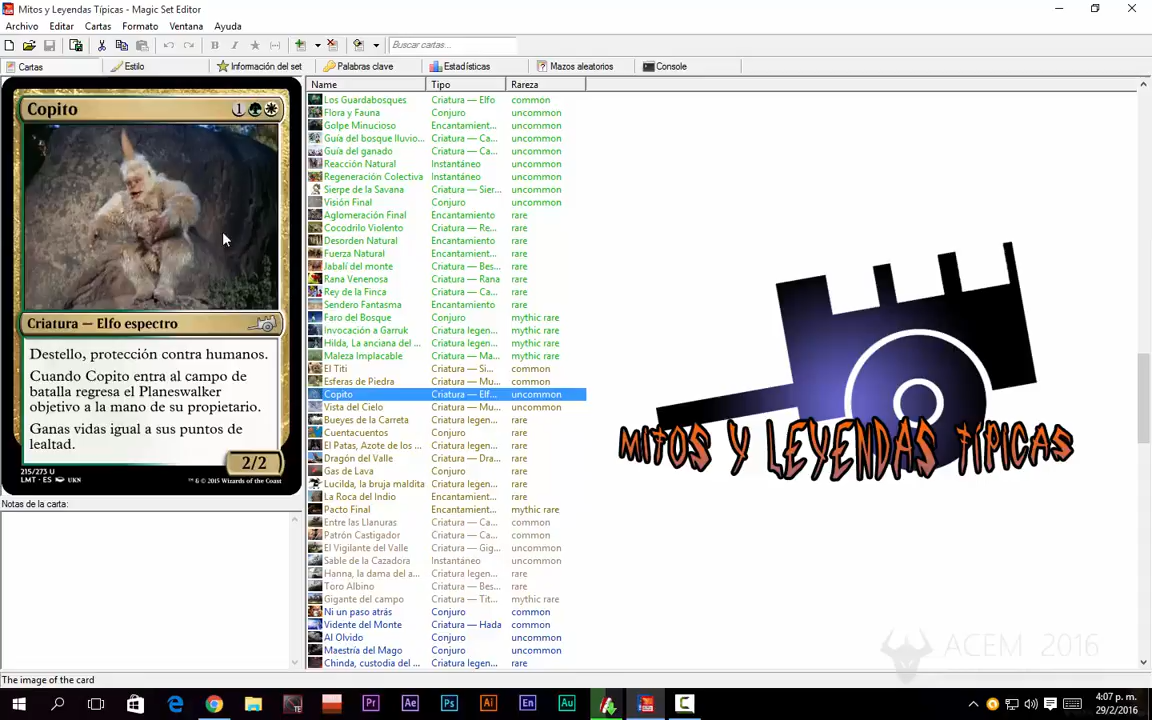 Mitos y Leyendas Típicas - Magic Set Editor
Archivo Editar Cartas Formato Ventana Ayuda
B I Buscar cartas...
Cartas Estilo Información del set Palabras clave Estadísticas Mazos aleatorios Console
Copito 1
Criatura — Elfo espectro
Destello, protección contra humanos.
Cuando Copito entra al campo de
batalla regresa el Planeswalker
objetivo a la mano de su propietario.
Ganas vidas igual a sus puntos de
lealtad.
2/2
215/273 U
LMT · ES UKN ™ & © 2015 Wizards of the Coast
Notas de la carta:
Name Tipo Rareza
Los Guardabosques Criatura — Elfo common
Flora y Fauna Conjuro uncommon
Golpe Minucioso Encantamient... uncommon
Guía del bosque lluvio... Criatura — Ca... uncommon
Guía del ganado Criatura — Ca... uncommon
Reacción Natural Instantáneo uncommon
Regeneración Colectiva Instantáneo uncommon
Sierpe de la Savana Criatura — Sier... uncommon
Visión Final Conjuro uncommon
Aglomeración Final Encantamiento rare
Cocodrilo Violento Criatura — Re... rare
Desorden Natural Encantamiento rare
Fuerza Natural Encantamiento rare
Jabalí del monte Criatura — Bes... rare
Rana Venenosa Criatura — Rana rare
Rey de la Finca Criatura — Ca... rare
Sendero Fantasma Encantamiento rare
Faro del Bosque Conjuro mythic rare
Invocación a Garruk Criatura legen... mythic rare
Hilda, La anciana del ... Criatura legen... mythic rare
Maleza Implacable Criatura — Ma... mythic rare
El Titi Criatura — Si... common
Esferas de Piedra Criatura — Mu... common
Copito Criatura — Elf... uncommon
Vista del Cielo Criatura — Mu... uncommon
Bueyes de la Carreta Criatura — Ca... rare
Cuentacuentos Conjuro rare
El Patas, Azote de los ... Criatura legen... rare
Dragón del Valle Criatura — Dra... rare
Gas de Lava Conjuro rare
Lucilda, la bruja maldita Criatura legen... rare
La Roca del Indio Encantamient... rare
Pacto Final Encantamient... mythic rare
Entre las Llanuras Criatura — Ca... common
Patrón Castigador Criatura — Ca... common
El Vigilante del Valle Criatura — Gig... uncommon
Sable de la Cazadora Instantáneo uncommon
Hanna, la dama del a... Criatura legen... rare
Toro Albino Criatura — Bes... rare
Gigante del campo Criatura — Tit... mythic rare
Ni un paso atrás Conjuro common
Vidente del Monte Criatura — Hada common
Al Olvido Conjuro uncommon
Maestría del Mago Conjuro uncommon
Chinda, custodia del ... Criatura legen... rare
MITOS Y LEYENDAS TÍPICAS
ACEM 2016
The image of the card
TE Pr Ae Ps Ai En Au C
4:07 p. m.
29/2/2016